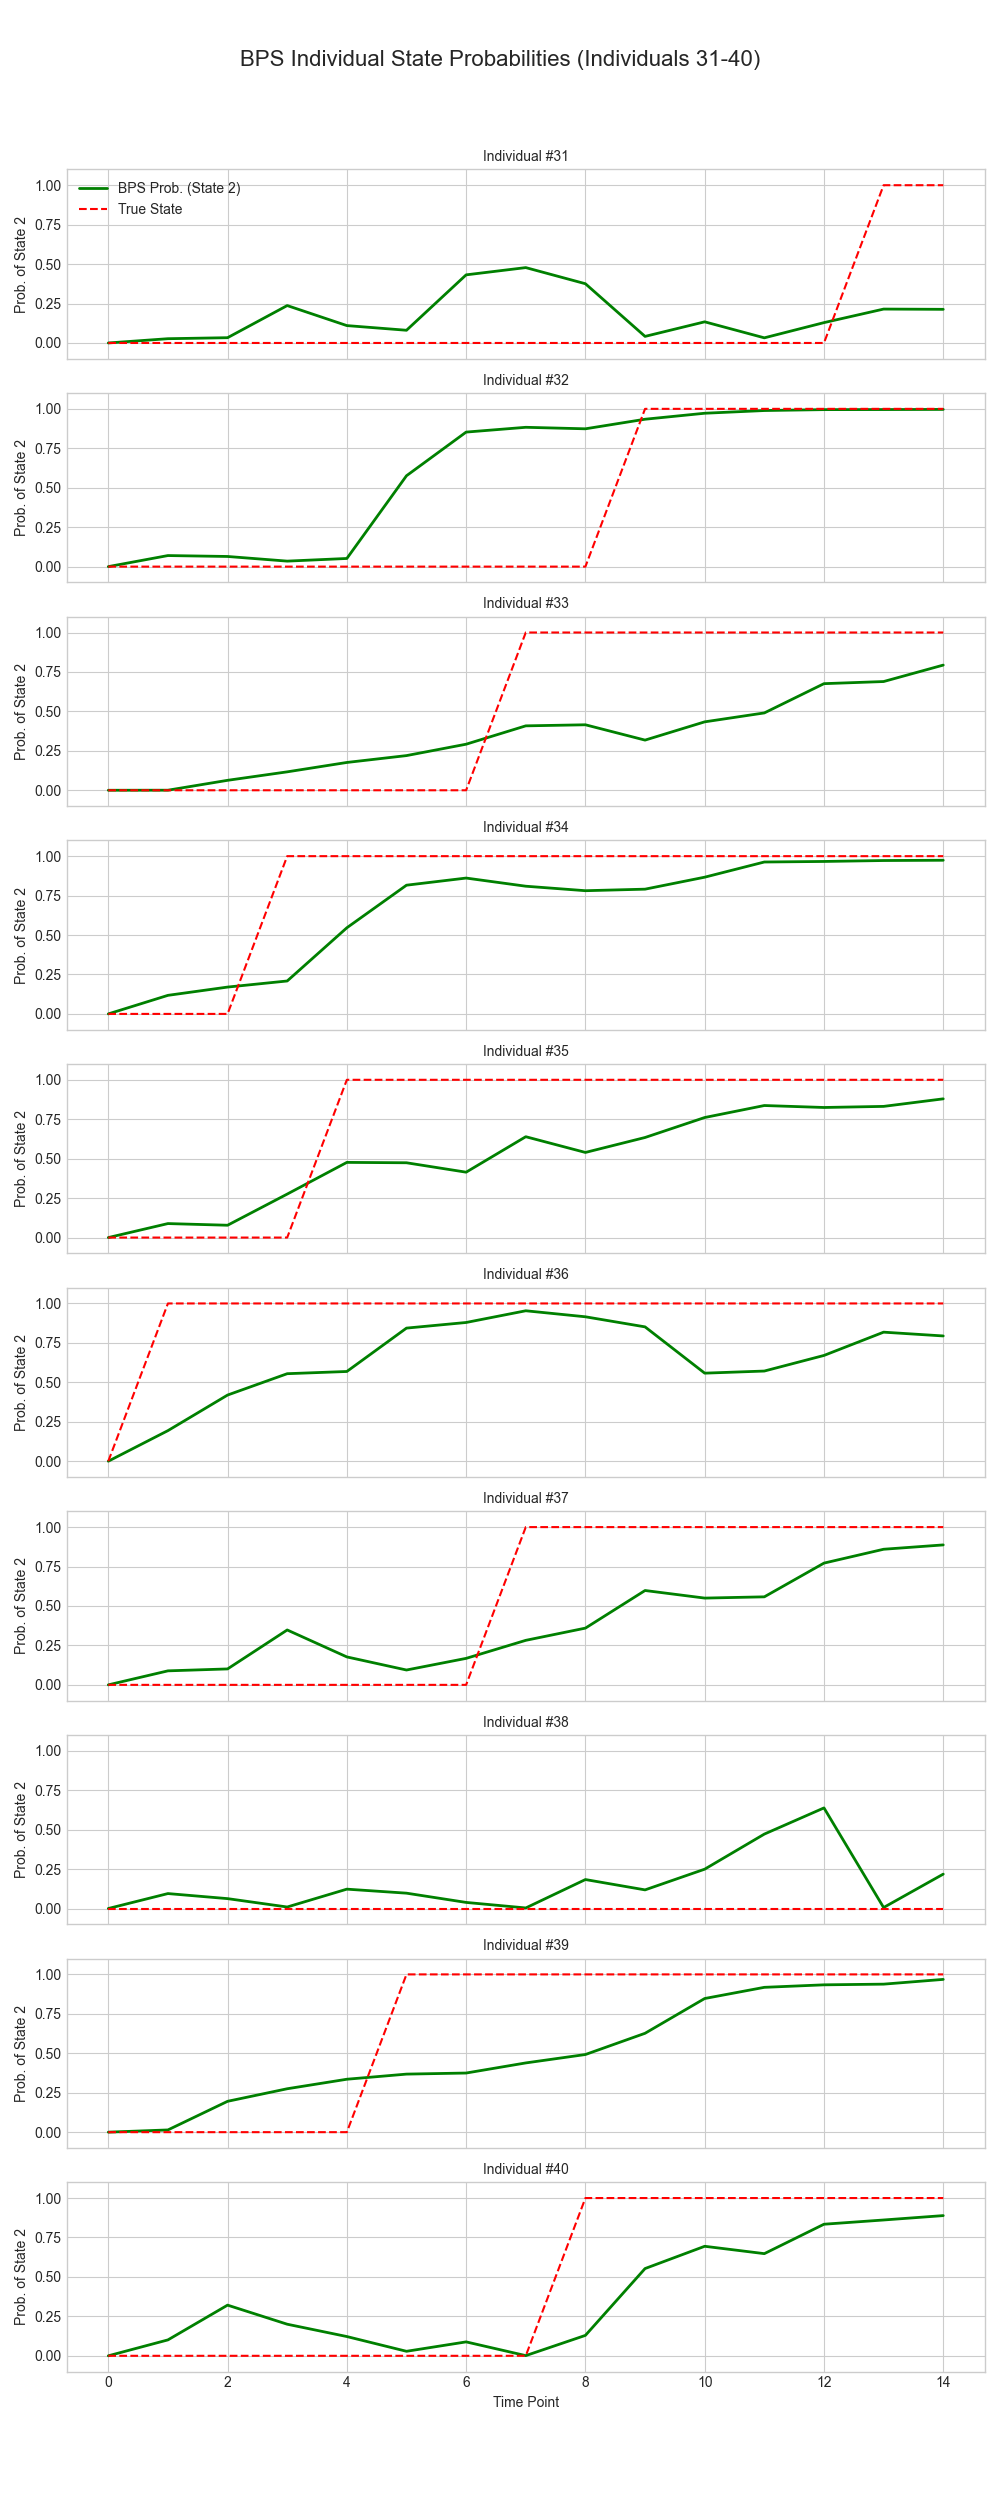 BPS Individual State Probabilities (Individuals 31-40)
Individual #31
BPS Prob. (State 2)
True State
Prob. of State 2
1.00
0.75
0.50
0.25
0.00
Individual #32
Prob. of State 2
1.00
0.75
0.50
0.25
0.00
Individual #33
Prob. of State 2
1.00
0.75
0.50
0.25
0.00
Individual #34
Prob. of State 2
1.00
0.75
0.50
0.25
0.00
Individual #35
Prob. of State 2
1.00
0.75
0.50
0.25
0.00
Individual #36
Prob. of State 2
1.00
0.75
0.50
0.25
0.00
Individual #37
Prob. of State 2
1.00
0.75
0.50
0.25
0.00
Individual #38
Prob. of State 2
1.00
0.75
0.50
0.25
0.00
Individual #39
Prob. of State 2
1.00
0.75
0.50
0.25
0.00
Individual #40
Prob. of State 2
1.00
0.75
0.50
0.25
0.00
0 2 4 6 8 10 12 14
Time Point